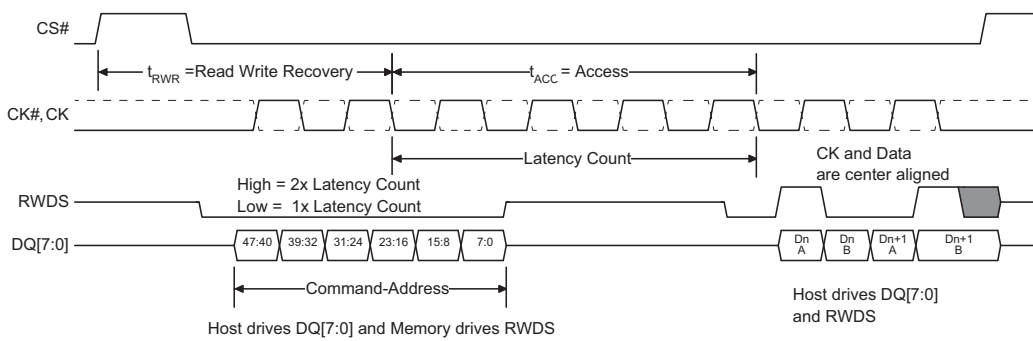 CS#
tRWR =Read Write Recovery
tACC = Access
CK#, CK
Latency Count
CK and Data
are center aligned
High = 2x Latency Count
Low = 1x Latency Count
RWDS
DQ[7:0]
47:40 39:32 31:24 23:16 15:8 7:0
Dn A
Dn B
Dn+1 A
Dn+1 B
Command-Address
Host drives DQ[7:0]
and RWDS
Host drives DQ[7:0] and Memory drives RWDS